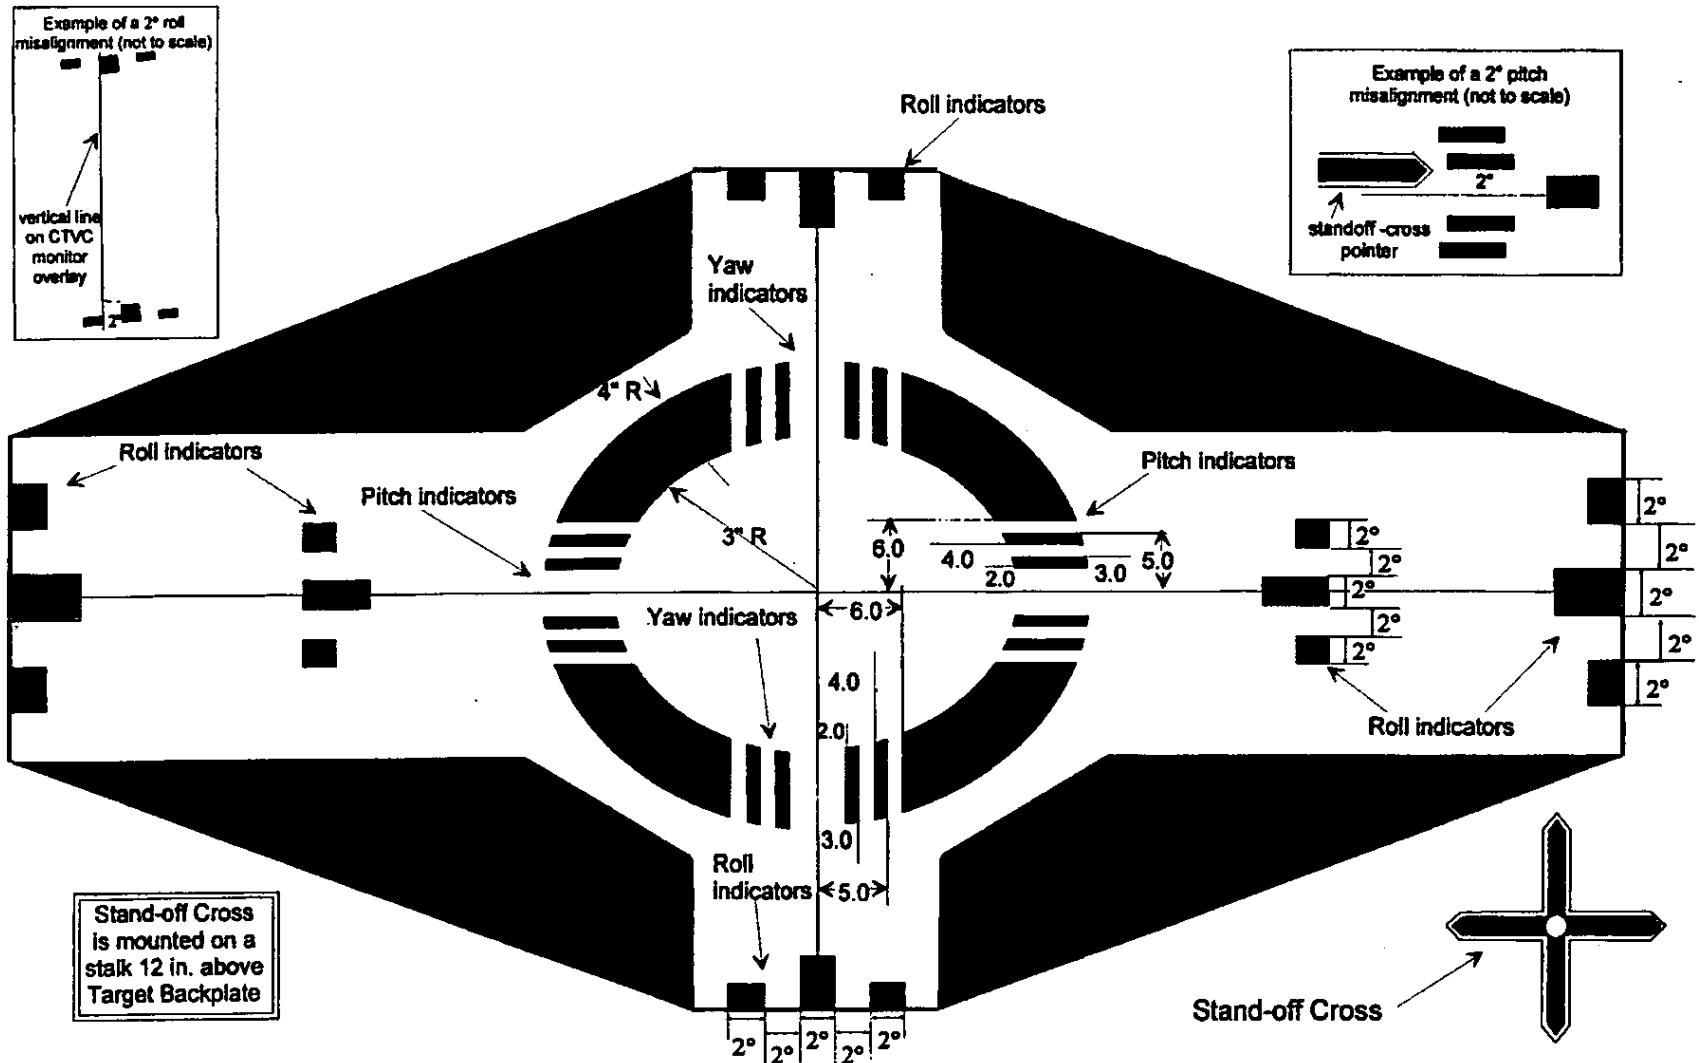 Example of a 2° roll
misalignment (not to scale)
vertical line
on CTVC
monitor
overlay
2°
Roll indicators
Example of a 2° pitch
misalignment (not to scale)
2°
standoff -cross
pointer
Yaw
indicators
4" R
Roll indicators
Pitch indicators
Pitch indicators
3" R
6.0
4.0
2.0
3.0
5.0
6.0
2°
2°
2°
2°
2°
2°
2°
2°
2°
2°
Yaw indicators
4.0
2.0
3.0
5.0
Roll indicators
Roll
indicators
2°
2°
2°
2°
2°
Stand-off Cross
is mounted on a
stalk 12 in. above
Target Backplate
Stand-off Cross